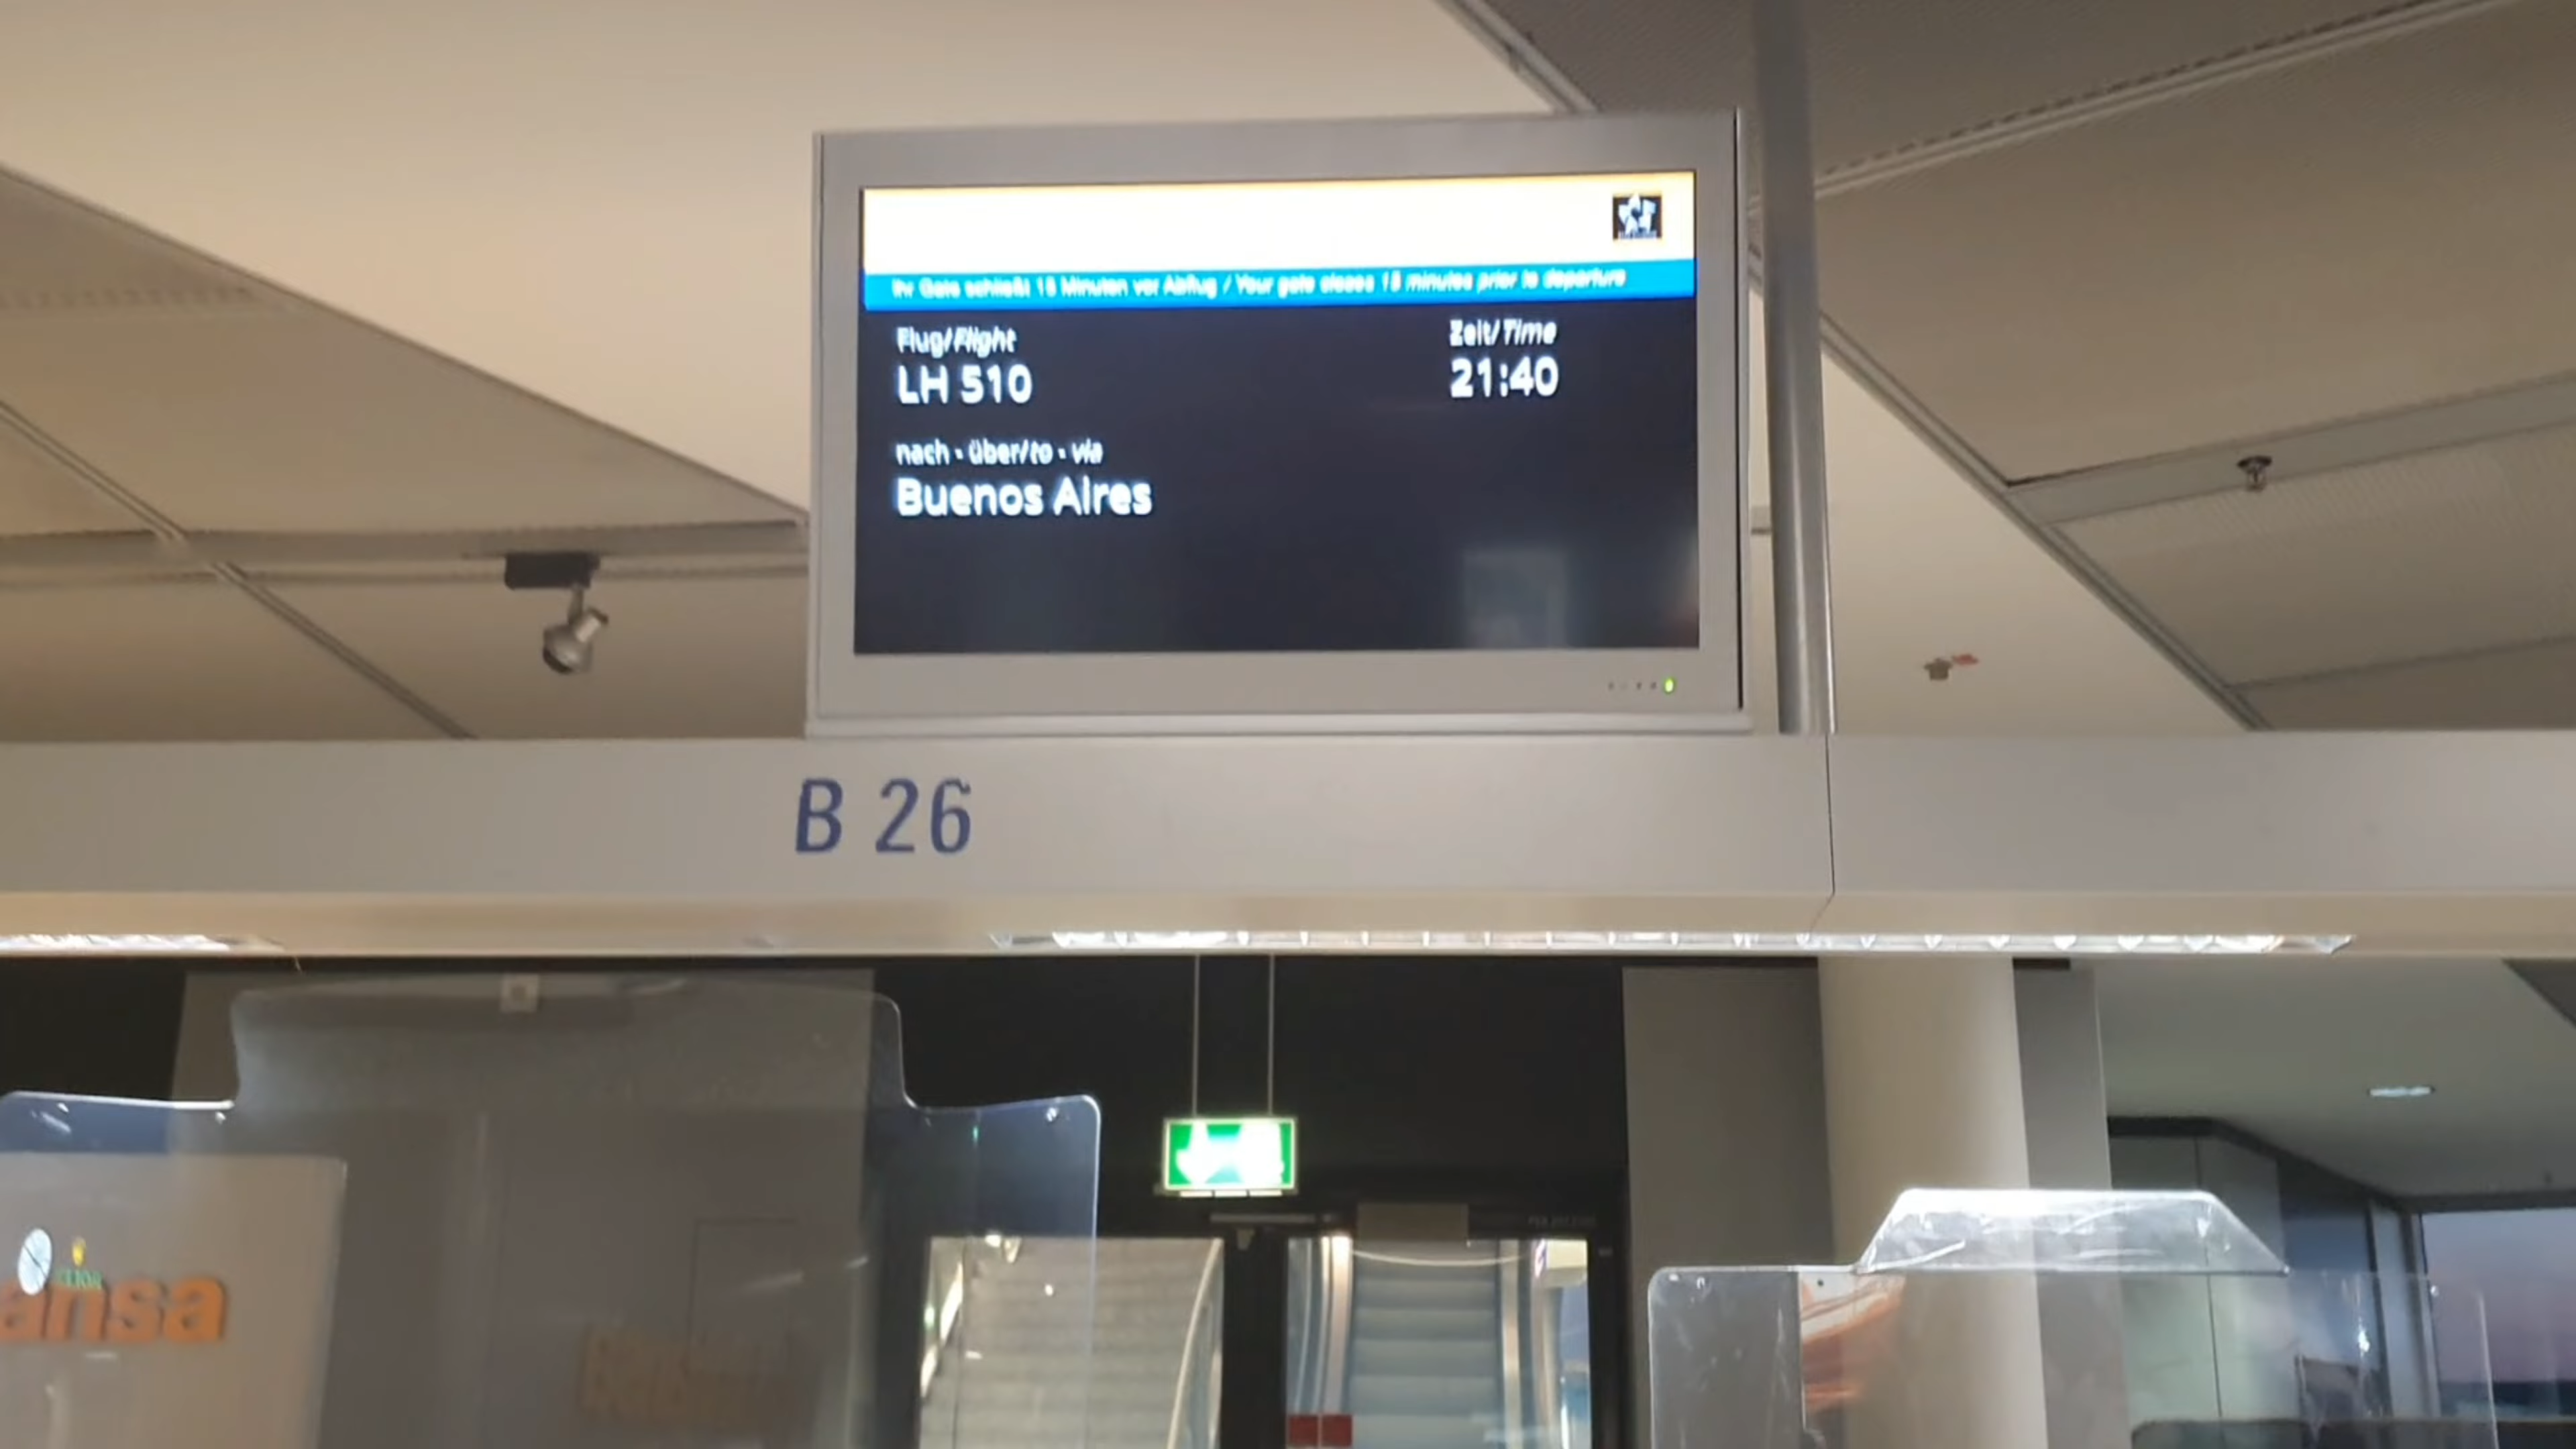 Ihr Gate schließt 15 Minuten vor Abflug / Your gate closes 15 minutes prior to departure
Flug/Flight
Zeit/Time
LH 510
21:40
nach - über/to - via
Buenos Aires
B 26
ansa